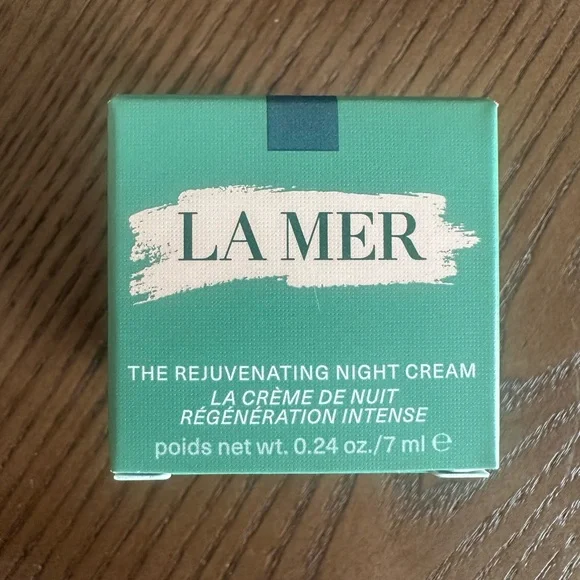 LA MER
THE REJUVENATING NIGHT CREAM
LA CRÈME DE NUIT
RÉGÉNÉRATION INTENSE
poids net wt. 0.24 oz./7 ml ℮